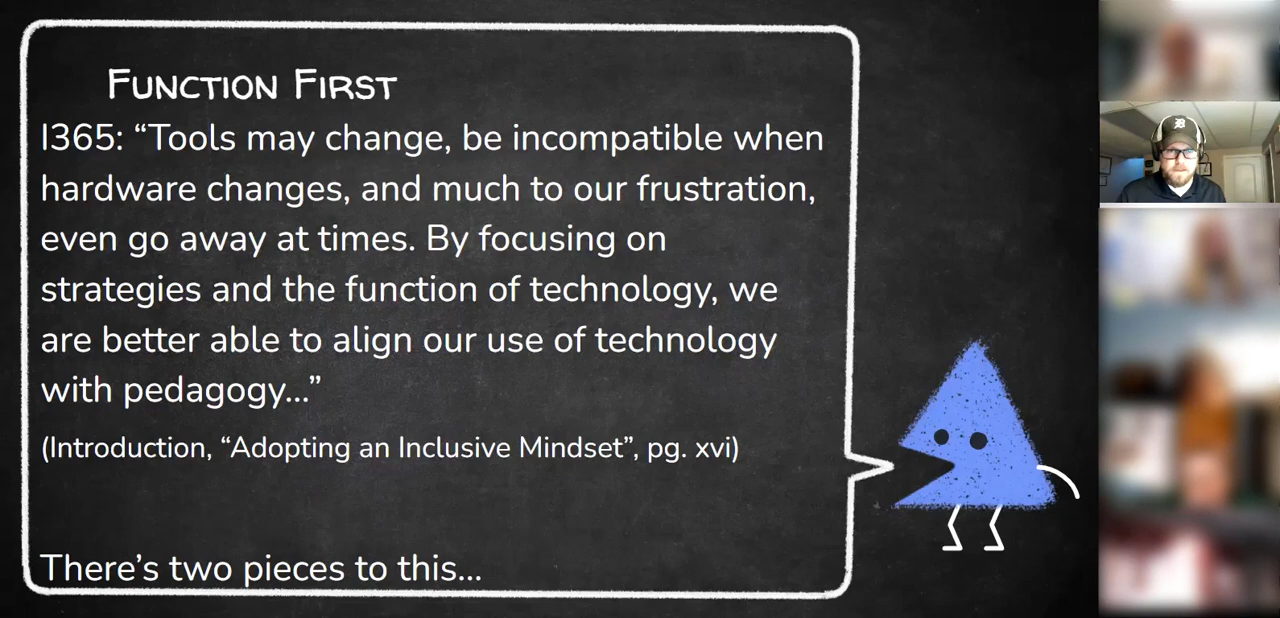 Function First
I365: “Tools may change, be incompatible when
hardware changes, and much to our frustration,
even go away at times. By focusing on
strategies and the function of technology, we
are better able to align our use of technology
with pedagogy...”
(Introduction, “Adopting an Inclusive Mindset”, pg. xvi)
There’s two pieces to this...